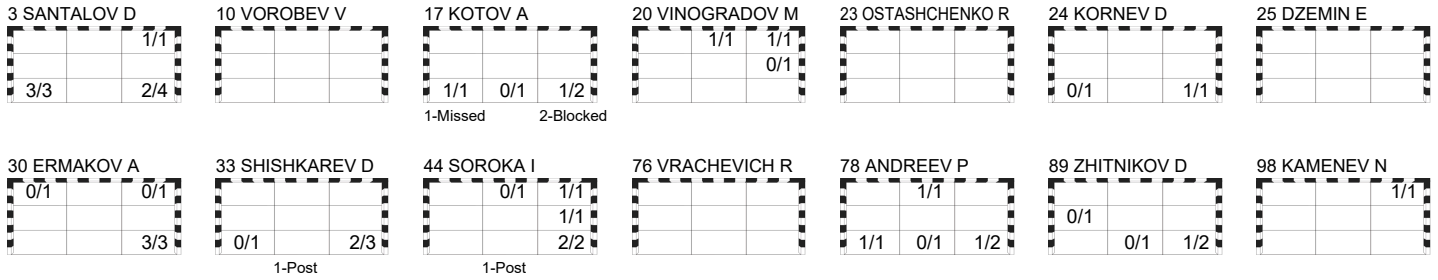 3 SANTALOV D 10 VOROBEV V 17 KOTOV A 20 VINOGRADOV M 23 OSTASHCHENKO R 24 KORNEV D 25 DZEMIN E
1/1 1/1 1/1
0/1
3/3 2/4 1/1 0/1 1/2 0/1 1/1
1-Missed 2-Blocked
30 ERMAKOV A 33 SHISHKAREV D 44 SOROKA I 76 VRACHEVICH R 78 ANDREEV P 89 ZHITNIKOV D 98 KAMENEV N
0/1 0/1 0/1 1/1 1/1 1/1
1/1 0/1
3/3 0/1 2/3 2/2 1/1 0/1 1/2 0/1 1/2
1-Post 1-Post